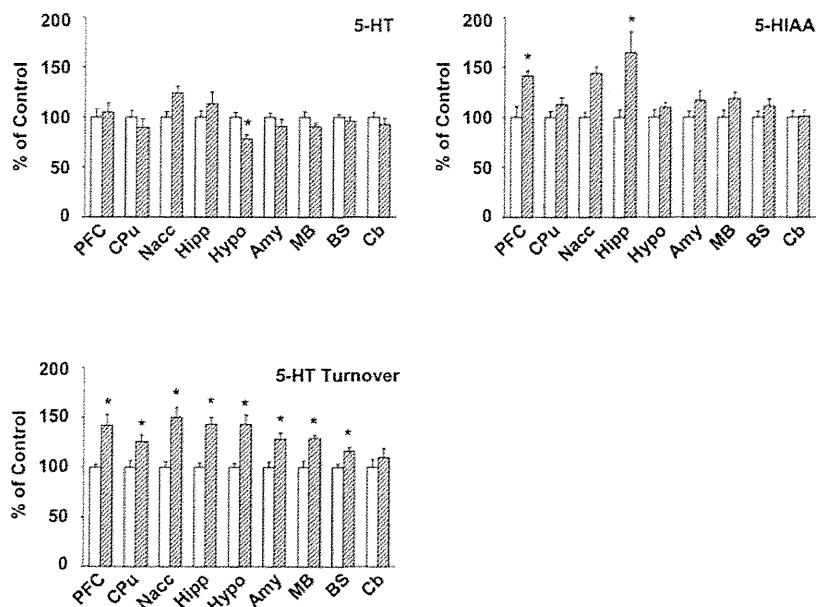 5-HT
% of Control
200
150
100
50
0
PFC CPu Nacc Hipp Hypo Amy MB BS Cb
*
5-HIAA
% of Control
200
150
100
50
0
PFC CPu Nacc Hipp Hypo Amy MB BS Cb
* *
5-HT Turnover
% of Control
200
150
100
50
0
PFC CPu Nacc Hipp Hypo Amy MB BS Cb
* * * * * * * *